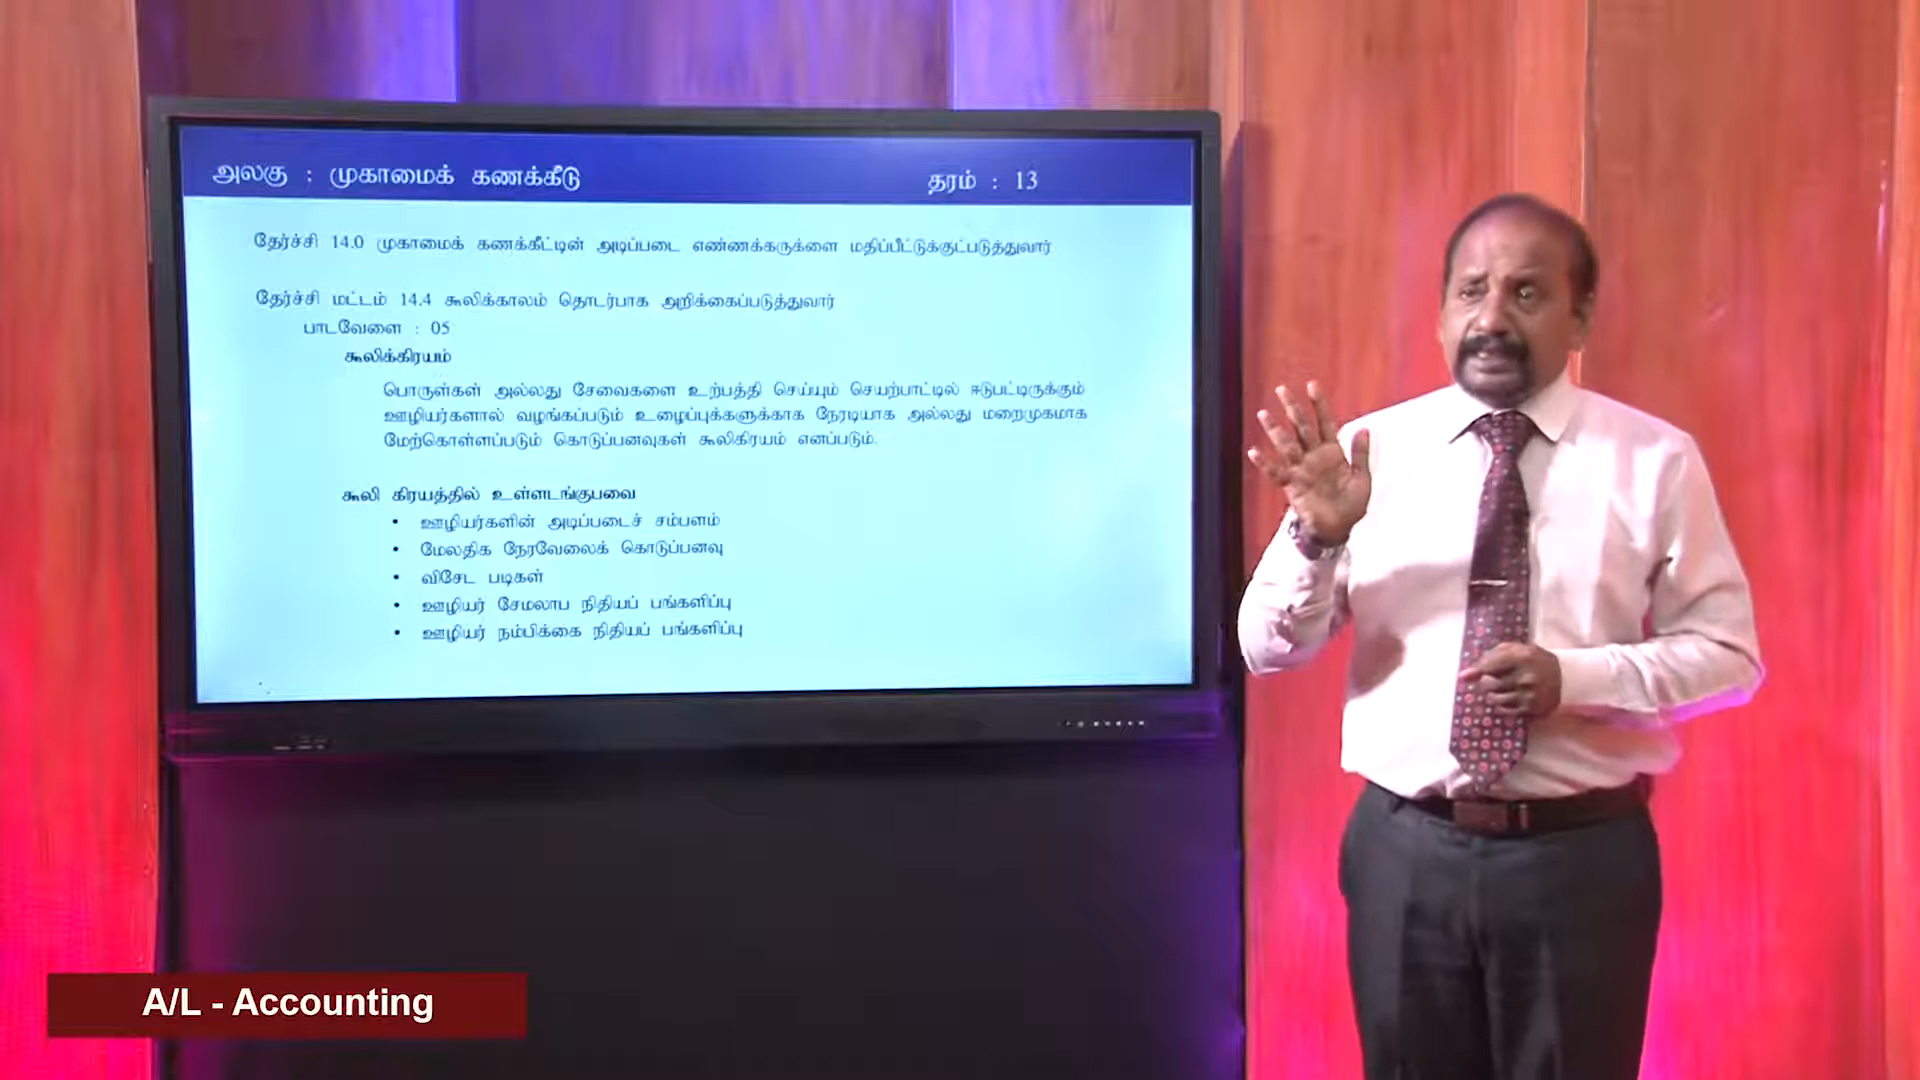 அலகு : முகாமைக் கணக்கீடு
தரம் : 13
தேர்ச்சி 14.0 முகாமைக் கணக்கீட்டின் அடிப்படை எண்ணக்கருக்ளை மதிப்பீட்டுக்குட்படுத்துவார்
தேர்ச்சி மட்டம் 14.4 கூலிக்காலம் தொடர்பாக அறிக்கைப்படுத்துவார்
பாடவேளை : 05
கூலிக்கிரயம்
பொருள்கள் அல்லது சேவைகளை உற்பத்தி செய்யும் செயற்பாட்டில் ஈடுபட்டிருக்கும்
ஊழியர்களால் வழங்கப்படும் உழைப்புக்களுக்காக நேரடியாக அல்லது மறைமுகமாக
மேற்கொள்ளப்படும் கொடுப்பனவுகள் கூலிகிரயம் எனப்படும்.
கூலி கிரயத்தில் உள்ளடங்குபவை
• ஊழியர்களின் அடிப்படைச் சம்பளம்
• மேலதிக நேரவேலைக் கொடுப்பனவு
• விசேட படிகள்
• ஊழியர் சேமலாப நிதியப் பங்களிப்பு
• ஊழியர் நம்பிக்கை நிதியப் பங்களிப்பு
A/L - Accounting